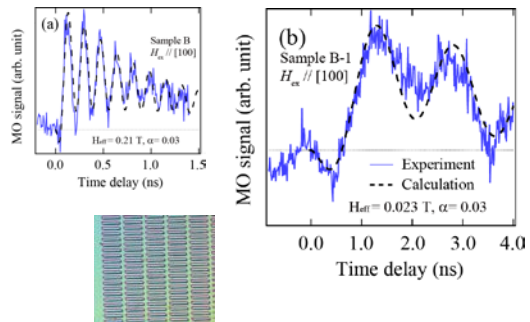 (a)
Sample B
Hex // [100]
MO signal (arb. unit)
Heff = 0.21 T, α= 0.03
0.0 0.5 1.0 1.5
Time delay (ns)
(b)
Sample B-1
Hex // [100]
MO signal (arb. unit)
Experiment
Calculation
Heff = 0.023 T, α= 0.03
0.0 1.0 2.0 3.0 4.0
Time delay (ns)